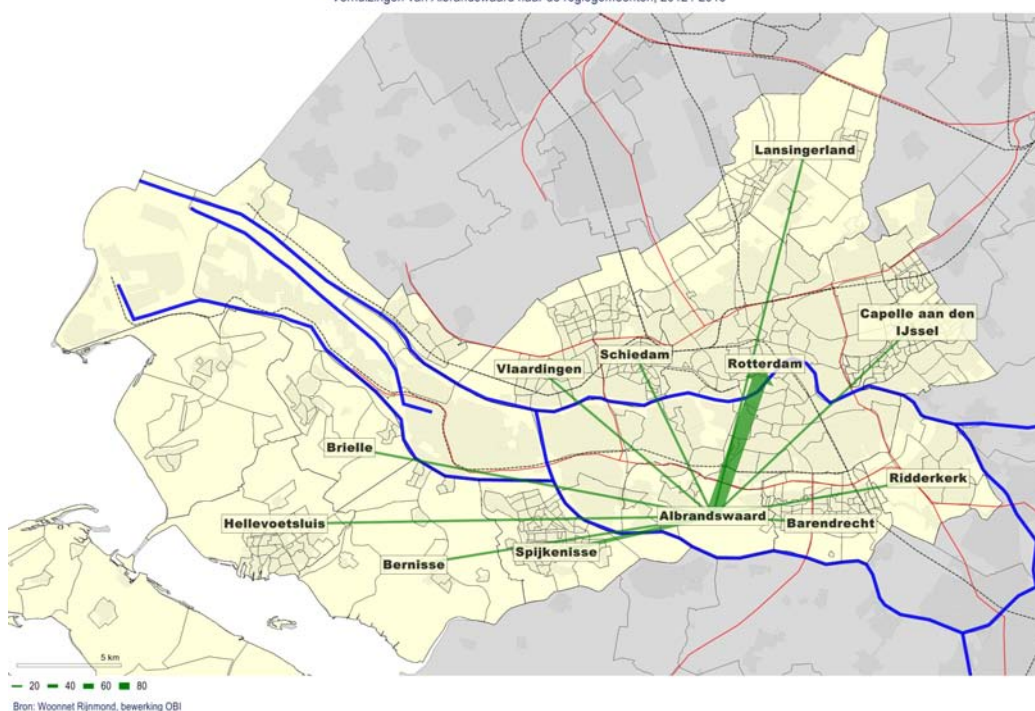 Lansingerland
Capelle aan den
IJssel
Schiedam
Rotterdam
Vlaardingen
Brielle
Ridderkerk
Albrandswaard
Barendrecht
Hellevoetsluis
Spijkenisse
Bernisse
5 km
20 40 60 80
Bron: Woonnet Rijnmond, bewerking OBI